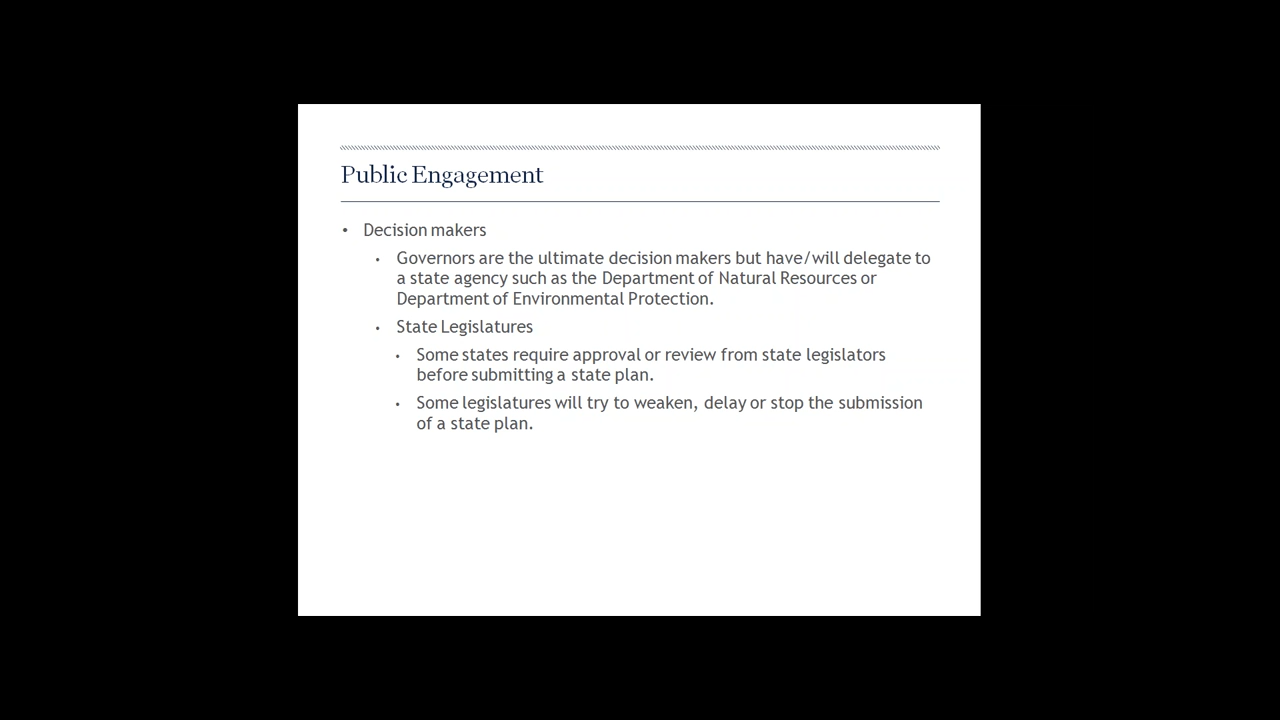 Public Engagement
• Decision makers
• Governors are the ultimate decision makers but have/will delegate to
a state agency such as the Department of Natural Resources or
Department of Environmental Protection.
• State Legislatures
• Some states require approval or review from state legislators
before submitting a state plan.
• Some legislatures will try to weaken, delay or stop the submission
of a state plan.